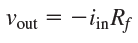 v_out = −i_in R_f